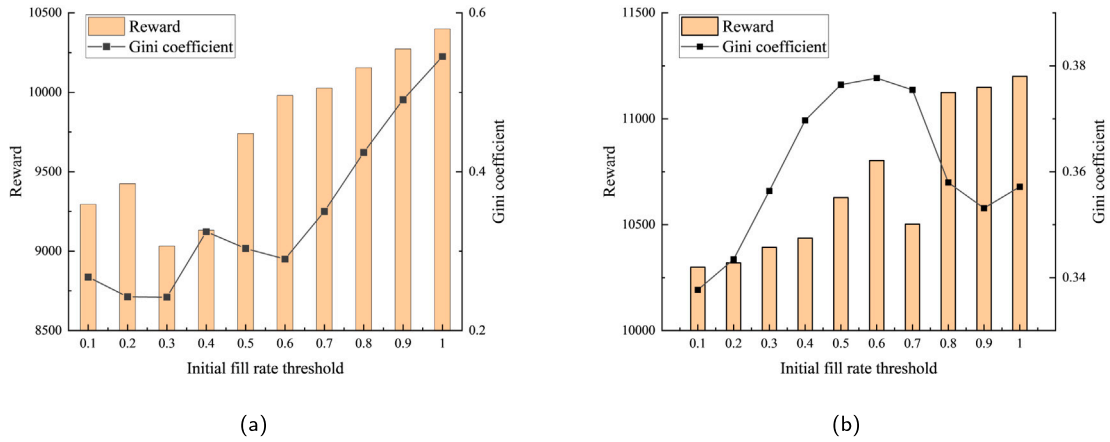 Reward
Gini coefficient
10500
10000
9500
9000
8500
Reward
0.6
0.4
0.2
Gini coefficient
0.1 0.2 0.3 0.4 0.5 0.6 0.7 0.8 0.9 1
Initial fill rate threshold
(a)
Reward
Gini coefficient
11500
11000
10500
10000
Reward
0.38
0.36
0.34
Gini coefficient
0.1 0.2 0.3 0.4 0.5 0.6 0.7 0.8 0.9 1
Initial fill rate threshold
(b)